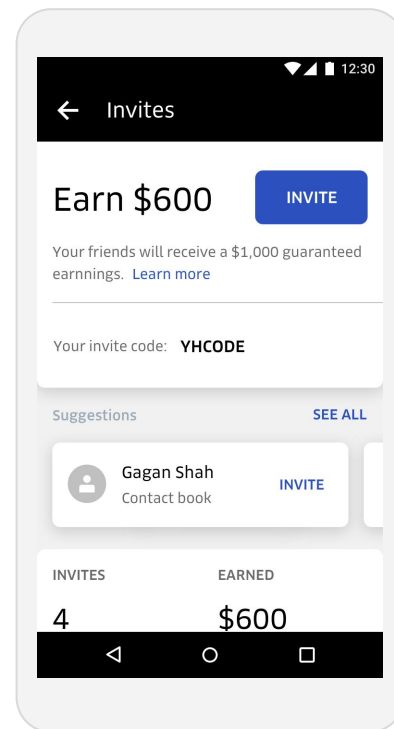 12:30
Invites
Earn $600
INVITE
Your friends will receive a $1,000 guaranteed
earnnings. Learn more
Your invite code: YHCODE
Suggestions
SEE ALL
Gagan Shah
Contact book
INVITE
INVITES
EARNED
4
$600